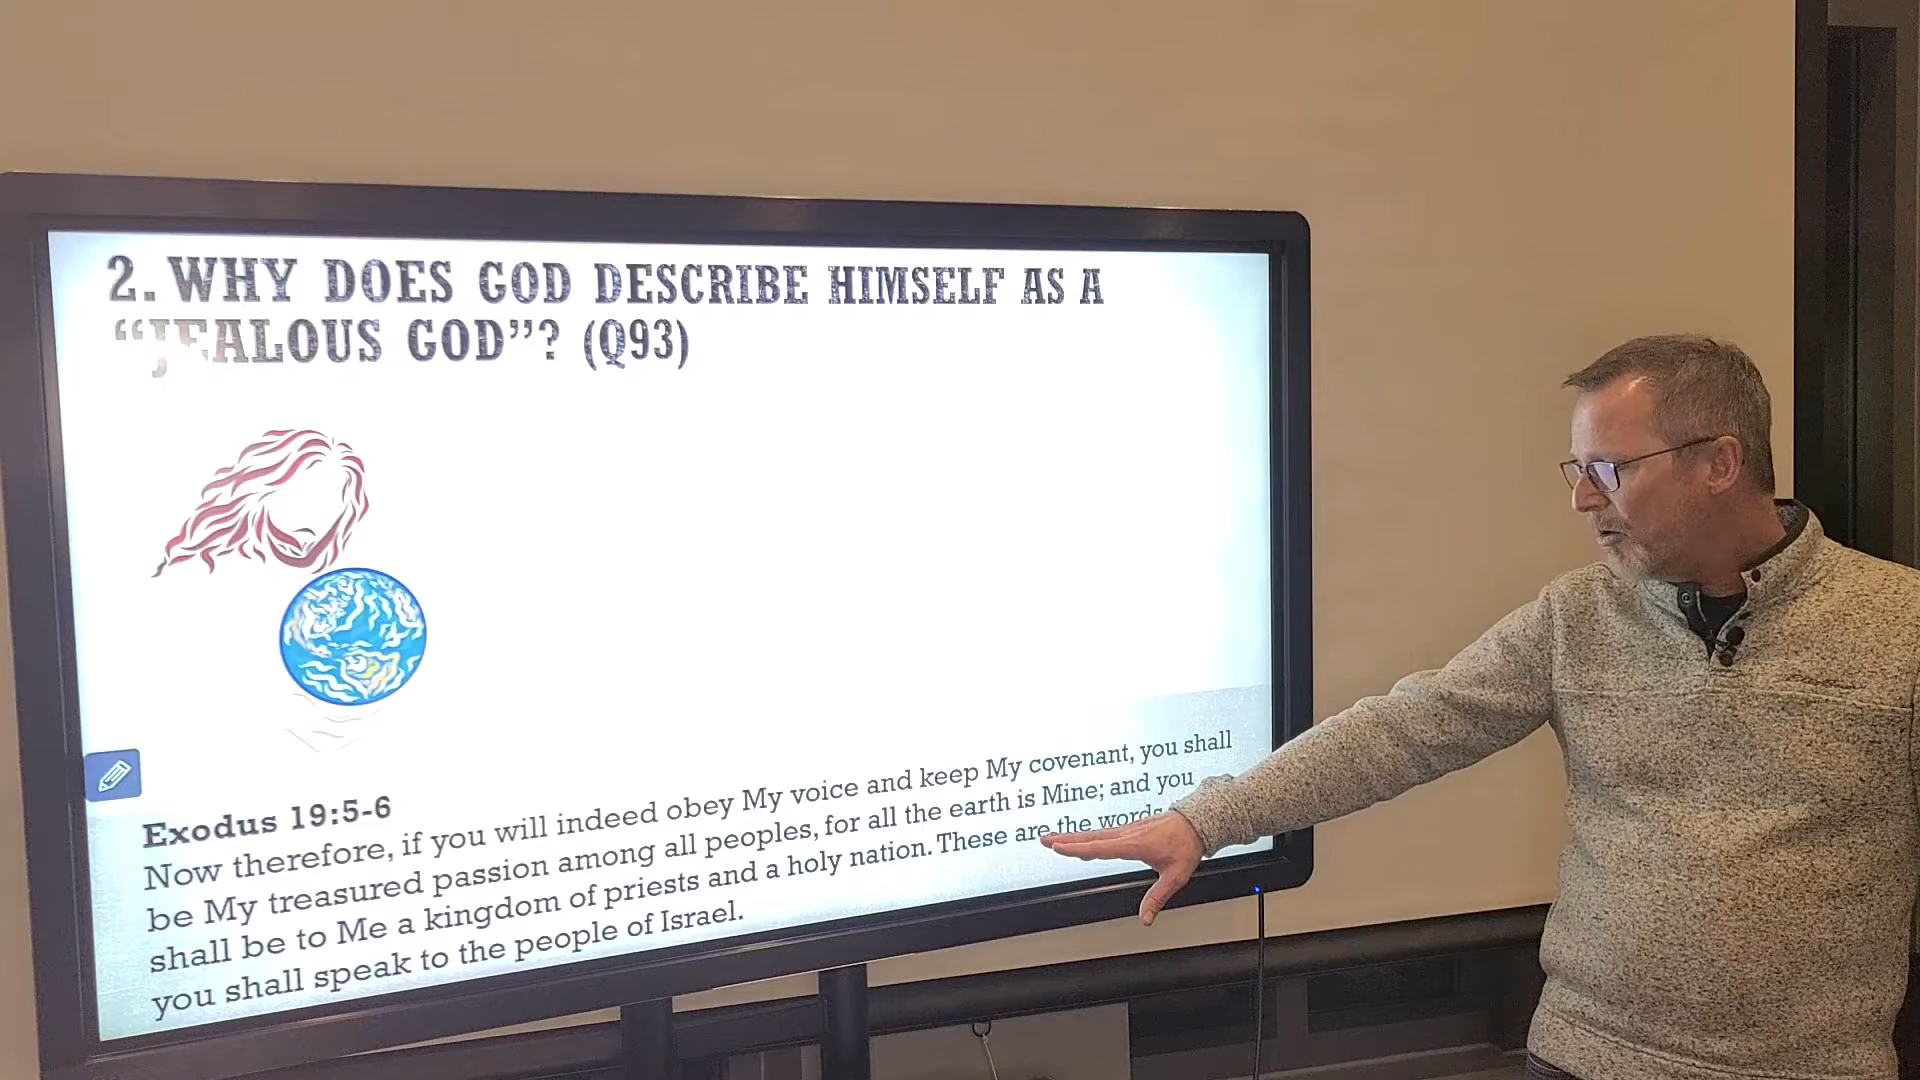 2. WHY DOES GOD DESCRIBE HIMSELF AS A
“JEALOUS GOD”? (Q93)
Exodus 19:5-6
Now therefore, if you will indeed obey My voice and keep My covenant, you shall
be My treasured passion among all peoples, for all the earth is Mine; and you
shall be to Me a kingdom of priests and a holy nation. These are the words
you shall speak to the people of Israel.